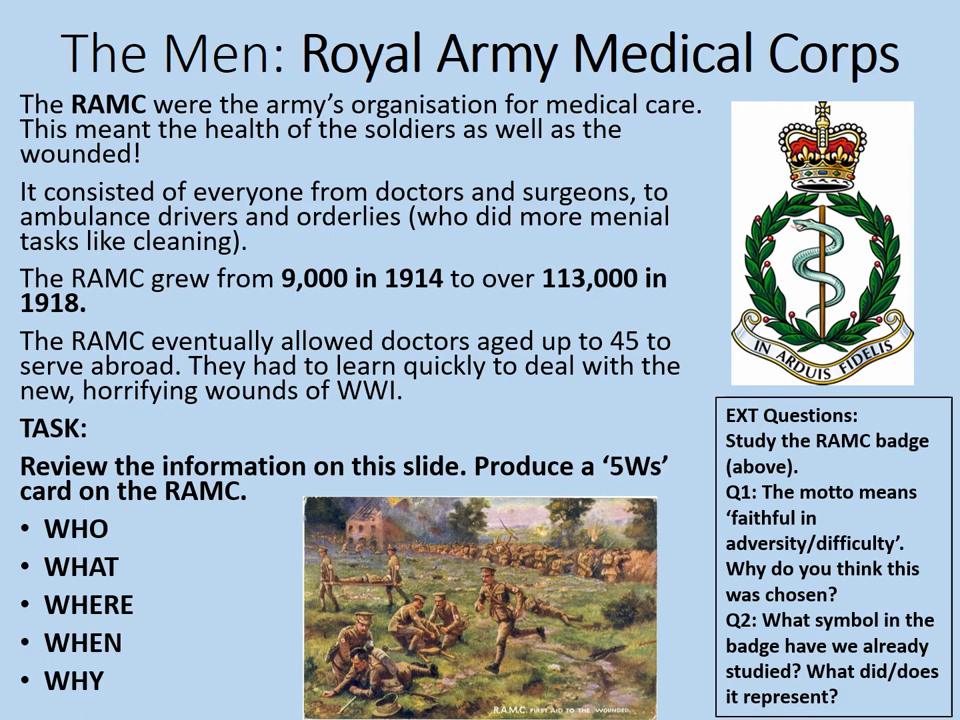 The Men: Royal Army Medical Corps
The RAMC were the army's organisation for medical care.
This meant the health of the soldiers as well as the
wounded!
It consisted of everyone from doctors and surgeons, to
ambulance drivers and orderlies (who did more menial
tasks like cleaning).
The RAMC grew from 9,000 in 1914 to over 113,000 in
1918.
The RAMC eventually allowed doctors aged up to 45 to
serve abroad. They had to learn quickly to deal with the
new, horrifying wounds of WWI.
TASK:
Review the information on this slide. Produce a ‘5Ws’
card on the RAMC.
• WHO
• WHAT
• WHERE
• WHEN
• WHY
R.A.M.C. FIRST AID TO THE WOUNDED.
IN ARDUIS FIDELIS
EXT Questions:
Study the RAMC badge
(above).
Q1: The motto means
‘faithful in
adversity/difficulty’.
Why do you think this
was chosen?
Q2: What symbol in the
badge have we already
studied? What did/does
it represent?